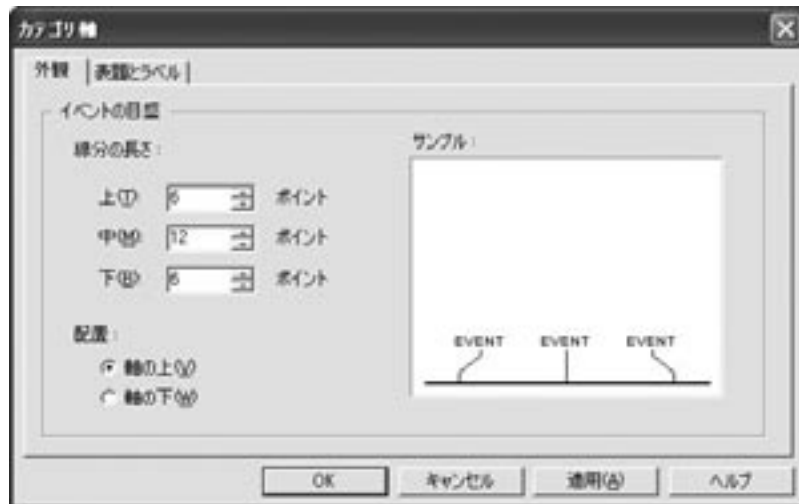 カテゴリ軸
外観 表題とラベル
イベントの目盛
線分の長さ:
上(T) 6 ポイント
中(M) 12 ポイント
下(B) 6 ポイント
配置:
軸の上(V)
軸の下(W)
サンプル:
EVENT EVENT EVENT
OK キャンセル 適用(A) ヘルプ